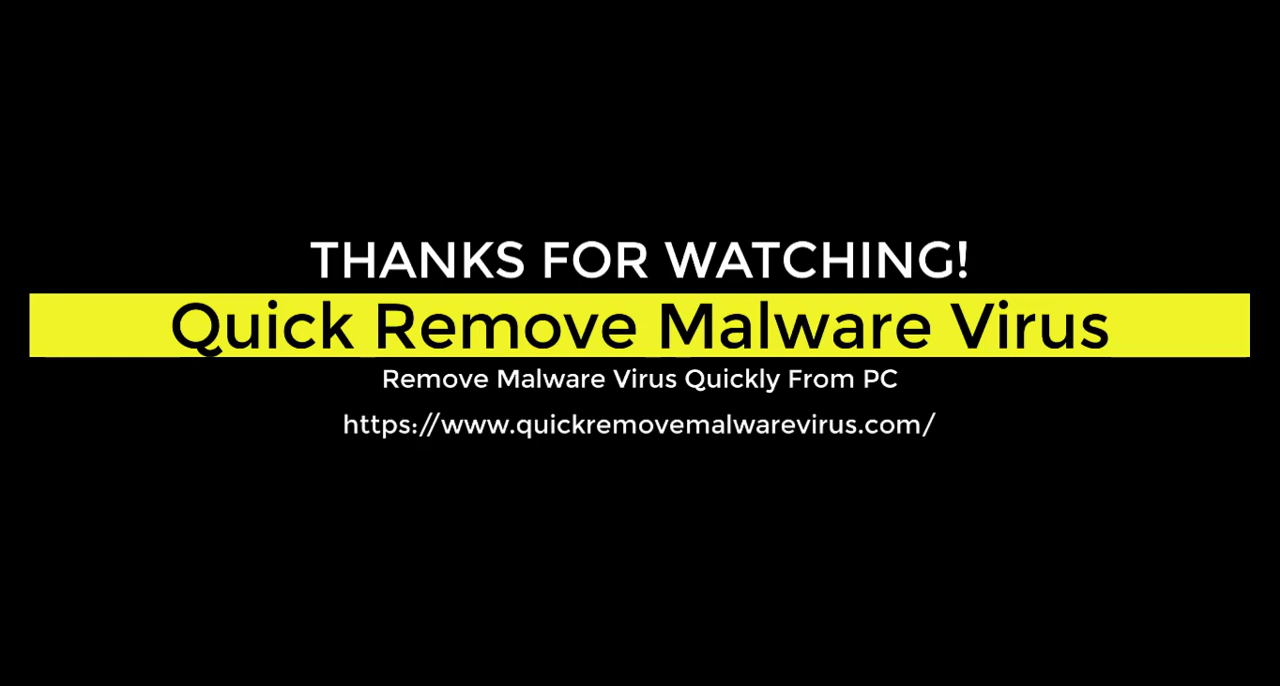 THANKS FOR WATCHING!
Quick Remove Malware Virus
Remove Malware Virus Quickly From PC
https://www.quickremovemalwarevirus.com/